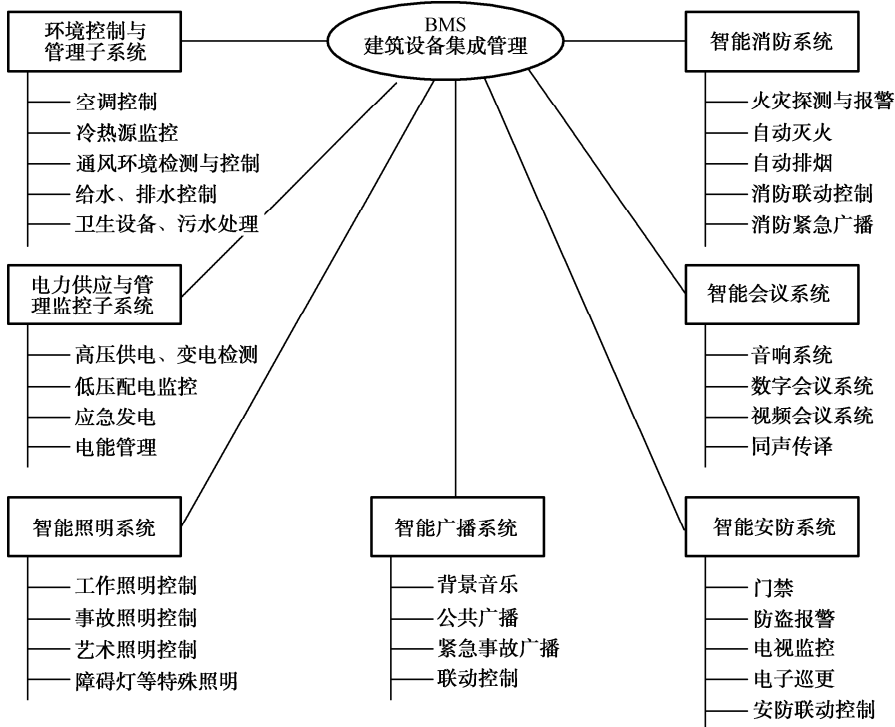 BMS
建筑设备集成管理
环境控制与
管理子系统
空调控制
冷热源监控
通风环境检测与控制
给水、排水控制
卫生设备、污水处理
电力供应与管
理监控子系统
高压供电、变电检测
低压配电监控
应急发电
电能管理
智能照明系统
工作照明控制
事故照明控制
艺术照明控制
障碍灯等特殊照明
智能广播系统
背景音乐
公共广播
紧急事故广播
联动控制
智能消防系统
火灾探测与报警
自动灭火
自动排烟
消防联动控制
消防紧急广播
智能会议系统
音响系统
数字会议系统
视频会议系统
同声传译
智能安防系统
门禁
防盗报警
电视监控
电子巡更
安防联动控制